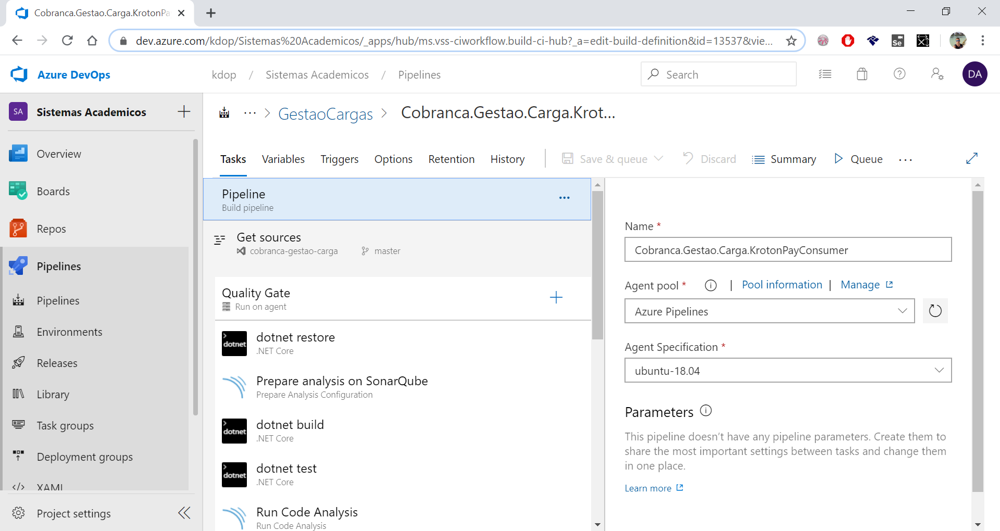 Cobranca.Gestao.Carga.KrotonPa
dev.azure.com/kdop/Sistemas%20Academicos/_apps/hub/ms.vss-ciworkflow.build-ci-hub?_a=edit-build-definition&id=13537&vie...
Se
Azure DevOps
kdop / Sistemas Academicos / Pipelines
Search
DA
SA
Sistemas Academicos
Overview
Boards
Repos
Pipelines
Pipelines
Environments
Releases
Library
Task groups
Deployment groups
XAML
Project settings
... > GestaoCargas > Cobranca.Gestao.Carga.Krot...
Tasks Variables Triggers Options Retention History Save & queue Discard Summary Queue ...
Pipeline
Build pipeline
Get sources
cobranca-gestao-carga master
Quality Gate
Run on agent
dotnet
dotnet restore
.NET Core
Prepare analysis on SonarQube
Prepare Analysis Configuration
dotnet
dotnet build
.NET Core
dotnet
dotnet test
.NET Core
Run Code Analysis
Run Code Analysis
Name *
Cobranca.Gestao.Carga.KrotonPayConsumer
Agent pool * | Pool information | Manage
Azure Pipelines
Agent Specification *
ubuntu-18.04
Parameters
This pipeline doesn't have any pipeline parameters. Create them to
share the most important settings between tasks and change them
in one place.
Learn more